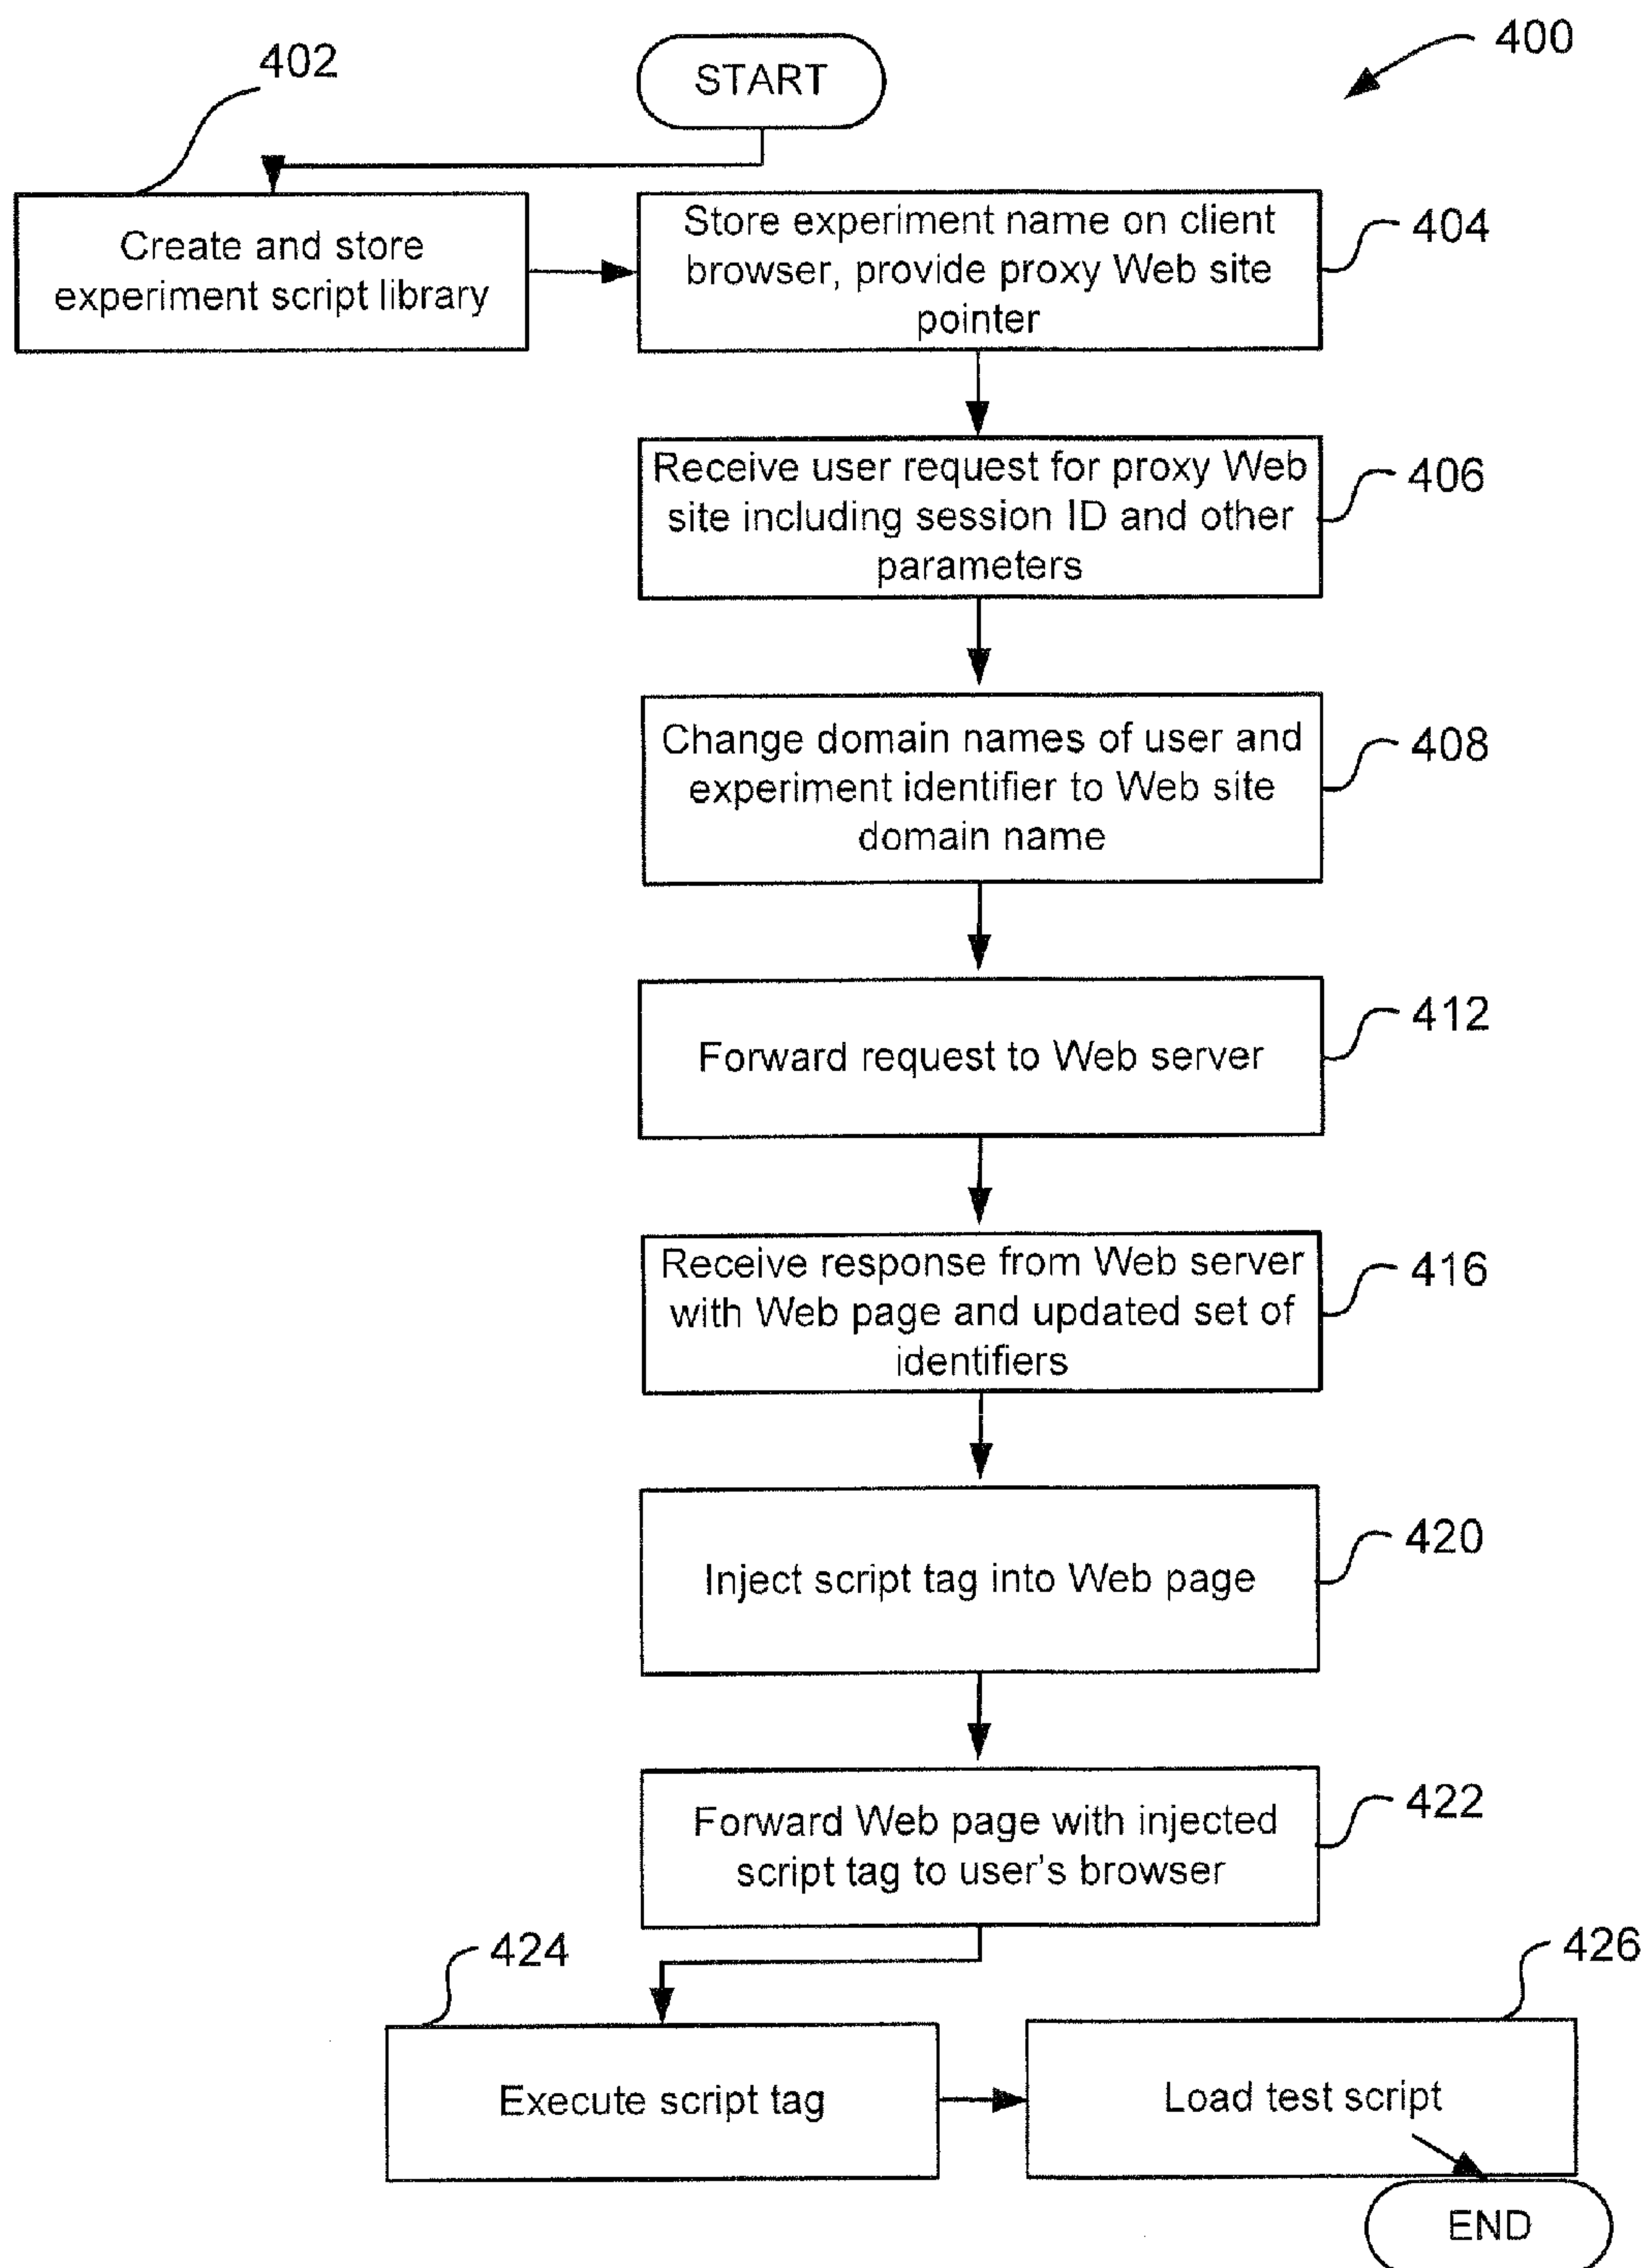 400
402
START
Create and store
experiment script library
Store experiment name on client
browser, provide proxy Web site
pointer
404
Receive user request for proxy Web
site including session ID and other
parameters
406
Change domain names of user and
experiment identifier to Web site
domain name
408
Forward request to Web server
412
Receive response from Web server
with Web page and updated set of
identifiers
416
Inject script tag into Web page
420
Forward Web page with injected
script tag to user's browser
422
424
Execute script tag
426
Load test script
END